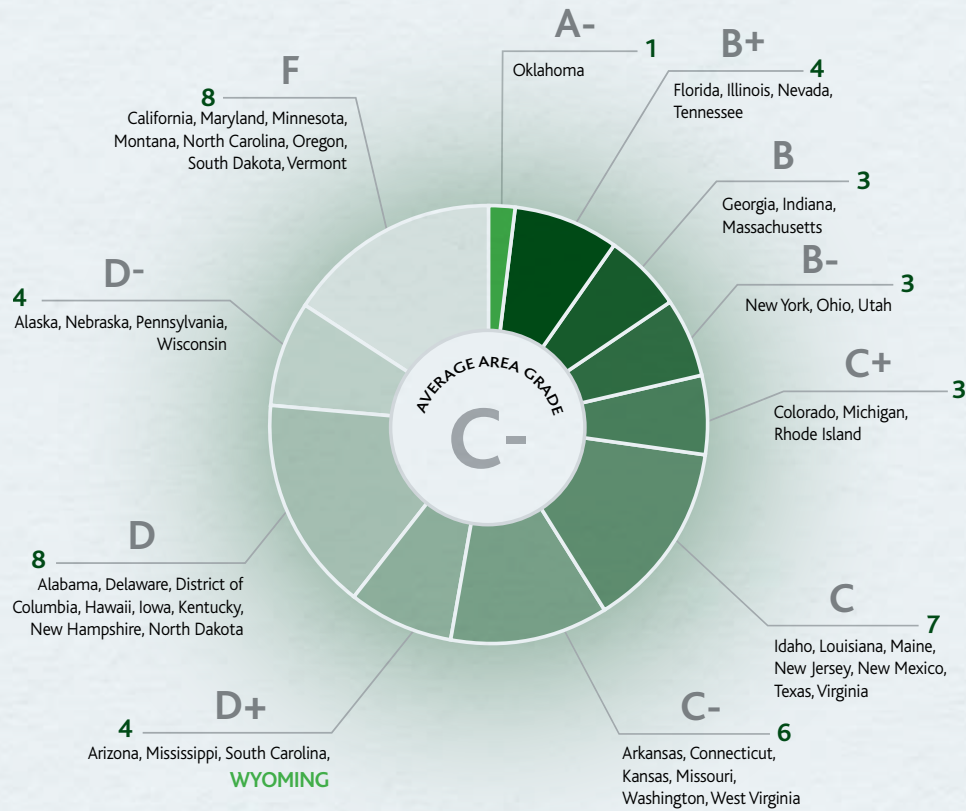 A-
1
Oklahoma
B+
4
Florida, Illinois, Nevada,
Tennessee
B
3
Georgia, Indiana,
Massachusetts
B-
3
New York, Ohio, Utah
C+
3
Colorado, Michigan,
Rhode Island
C
7
Idaho, Louisiana, Maine,
New Jersey, New Mexico,
Texas, Virginia
C-
6
Arkansas, Connecticut,
Kansas, Missouri,
Washington, West Virginia
D+
4
Arizona, Mississippi, South Carolina,
WYOMING
D
8
Alabama, Delaware, District of
Columbia, Hawaii, Iowa, Kentucky,
New Hampshire, North Dakota
D-
4
Alaska, Nebraska, Pennsylvania,
Wisconsin
F
8
California, Maryland, Minnesota,
Montana, North Carolina, Oregon,
South Dakota, Vermont
AVERAGE AREA GRADE
C-